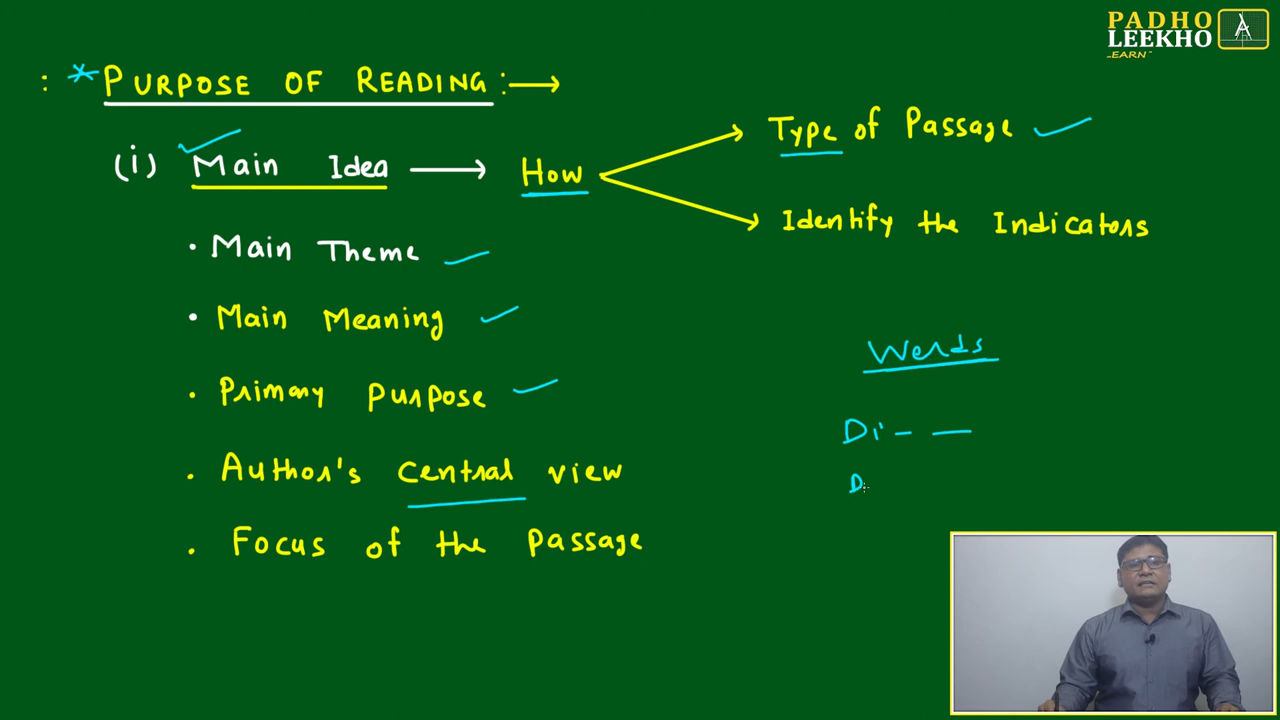 PADHO
LEEKHO
EARN
: * PURPOSE OF READING :→
(i) Main Idea → How
Type of Passage
Identify the Indicators
• Main Theme
• Main Meaning
• Primary Purpose
• Author's central view
• Focus of the passage
Words
Di - —
D